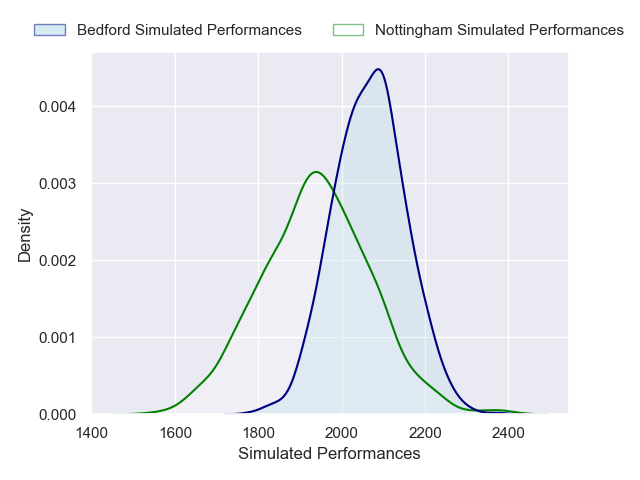 Bedford Simulated Performances
Nottingham Simulated Performances
Density
0.004
0.003
0.002
0.001
0.000
1400 1600 1800 2000 2200 2400
Simulated Performances